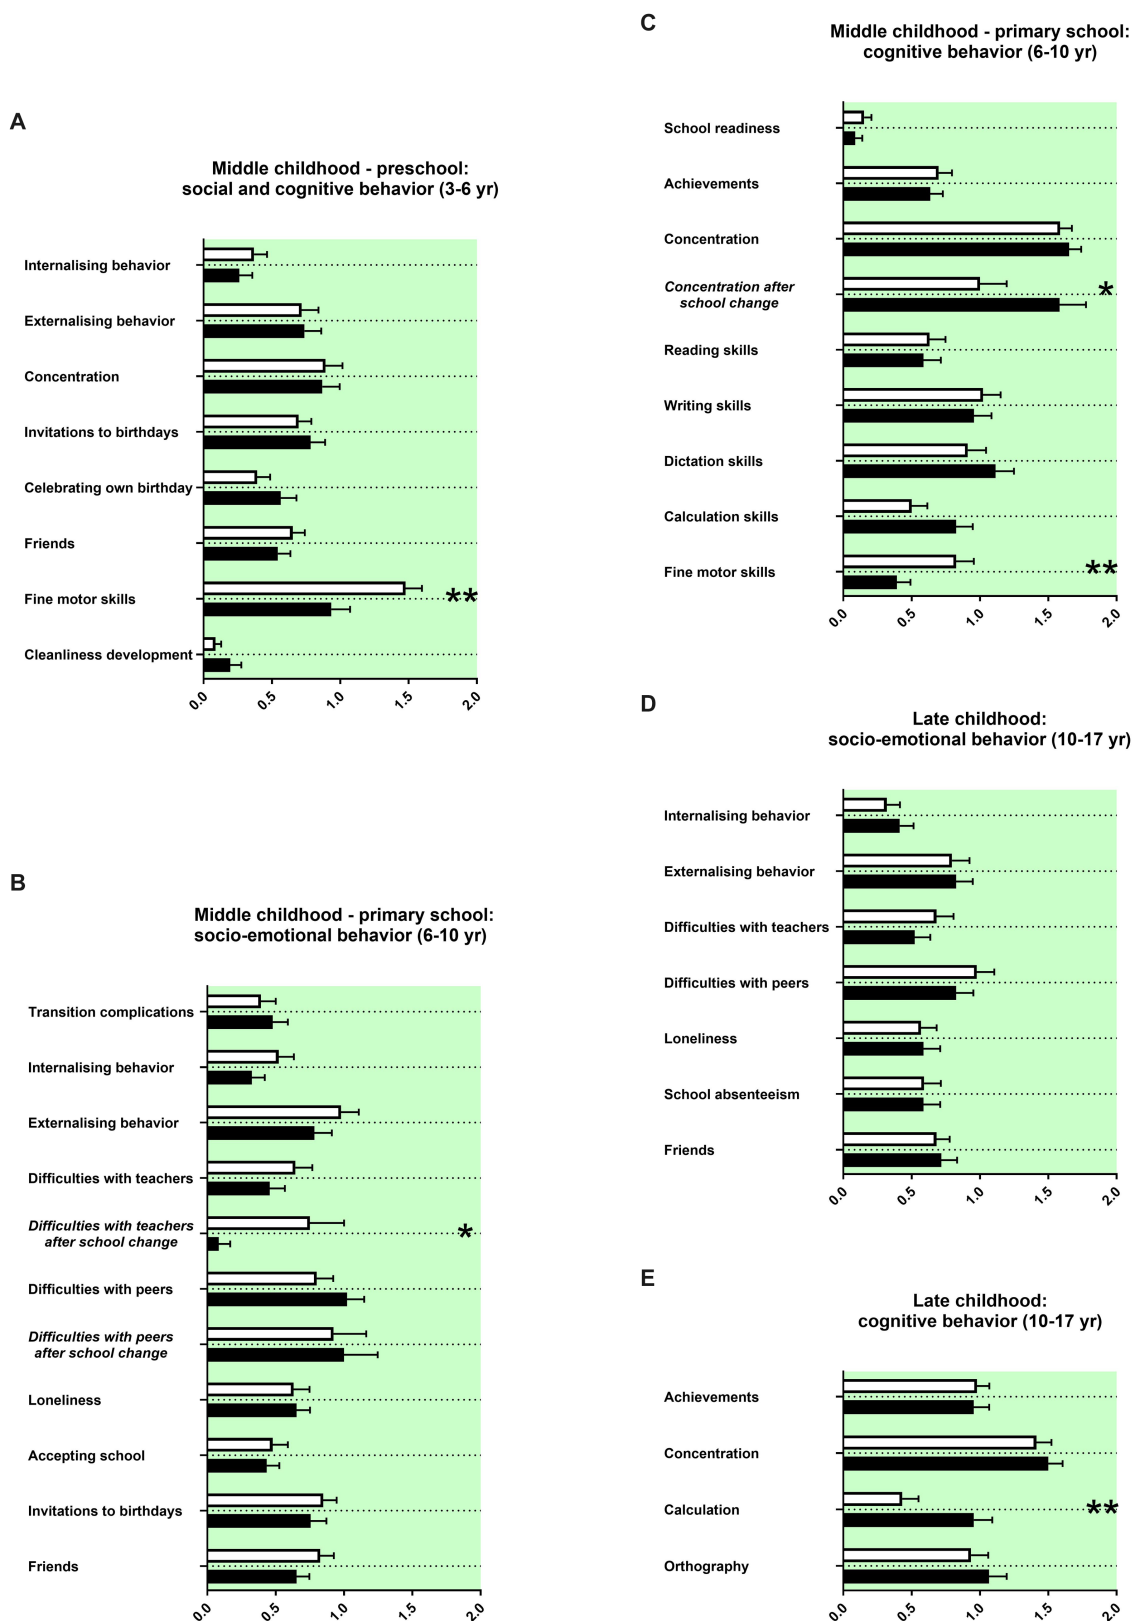 A
Middle childhood - preschool:
social and cognitive behavior (3-6 yr)
Internalising behavior
Externalising behavior
Concentration
Invitations to birthdays
Celebrating own birthday
Friends
Fine motor skills
**
Cleanliness development
0.0 0.5 1.0 1.5 2.0
B
Middle childhood - primary school:
socio-emotional behavior (6-10 yr)
Transition complications
Internalising behavior
Externalising behavior
Difficulties with teachers
Difficulties with teachers
after school change
*
Difficulties with peers
Difficulties with peers
after school change
Loneliness
Accepting school
Invitations to birthdays
Friends
0.0 0.5 1.0 1.5 2.0
C
Middle childhood - primary school:
cognitive behavior (6-10 yr)
School readiness
Achievements
Concentration
Concentration after
school change
*
Reading skills
Writing skills
Dictation skills
Calculation skills
Fine motor skills
**
0.0 0.5 1.0 1.5 2.0
D
Late childhood:
socio-emotional behavior (10-17 yr)
Internalising behavior
Externalising behavior
Difficulties with teachers
Difficulties with peers
Loneliness
School absenteeism
Friends
0.0 0.5 1.0 1.5 2.0
E
Late childhood:
cognitive behavior (10-17 yr)
Achievements
Concentration
Calculation
**
Orthography
0.0 0.5 1.0 1.5 2.0